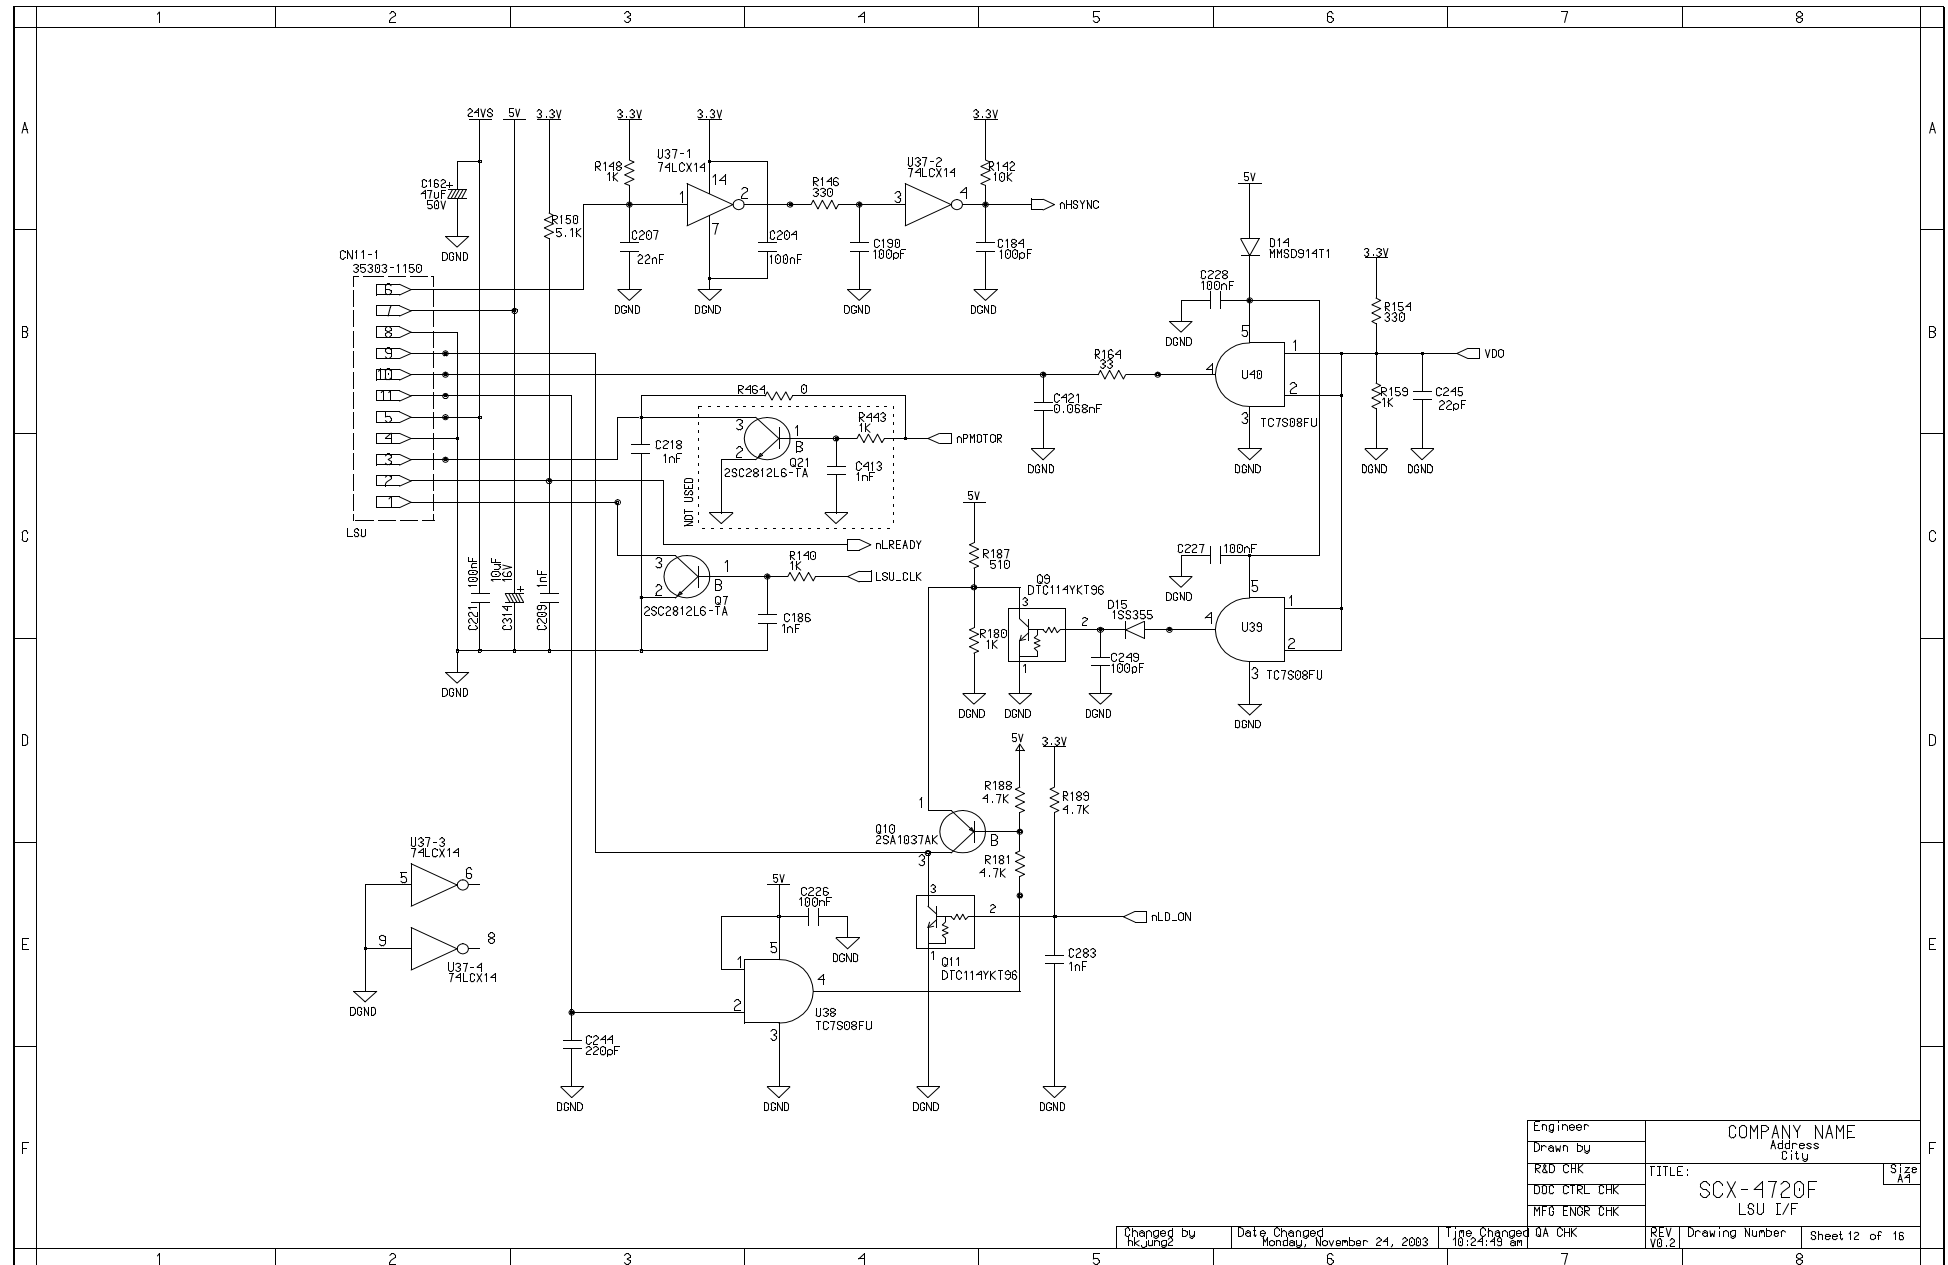 1 2 3 4 5 6 7 8
A A
24VS 5V 3.3V 3.3V 3.3V 3.3V
U37-1
74LCX14
U37-2
74LCX14
R148
1K
14
1 2
7
R146
330
3 4
R142
10K
nHSYNC
C162
+
47uF
50V
DGND
R150
5.1K
C207
22nF
C204
100nF
C190
100pF
C184
100pF
DGND DGND DGND DGND
5V
D14
MMSD914T1
C228
100nF
DGND
3.3V
R154
330
B B
CN11-1
35303-1150
6
7
8
9
10
11
5
4
3
2
1
LSU
R164
33
5
4 U40 1
2
3 TC7S08FU
VDO
R159
1K
C245
22pF
DGND DGND DGND
C421
0.068nF
DGND
R464 0
3
2
1
B
Q21
2SC2812L6-TA
R443
1K
C413
1nF
NOT USED
C218
1nF
nPMOTOR
C C
nLREADY
3
2
1
B
Q7
2SC2812L6-TA
R140
1K
LSU_CLK
C186
1nF
C221 100nF
C314 10uF 16V
+
C209 1nF
DGND
5V
R187
510
R180
1K
DGND
Q9
DTC114YKT96
3
2
1
DGND
D15
1SS355
C249
100pF
DGND
C227 100nF
DGND
5
4 U39 1
2
3 TC7S08FU
DGND
D D
5V 3.3V
R188
4.7K
R189
4.7K
1
Q10
2SA1037AK
B
3
R181
4.7K
U37-3
74LCX14
5 6
9 8
U37-4
74LCX14
DGND
E E
5V
C226
100nF
DGND
5
1
2
4
3
U38
TC7S08FU
3
2
1
Q11
DTC114YKT96
nLD_ON
C283
1nF
C244
220pF
DGND DGND DGND DGND
F F
Engineer
Drawn by
R&D CHK
DOC CTRL CHK
MFG ENGR CHK
QA CHK
COMPANY NAME
Address
City
TITLE:
SCX-4720F
LSU I/F
Size
A4
Changed by
hkjung2
Date Changed
Monday, November 24, 2003
Time Changed
10:24:49 am
REV
V0.2
Drawing Number
Sheet 12 of 16
1 2 3 4 5 6 7 8